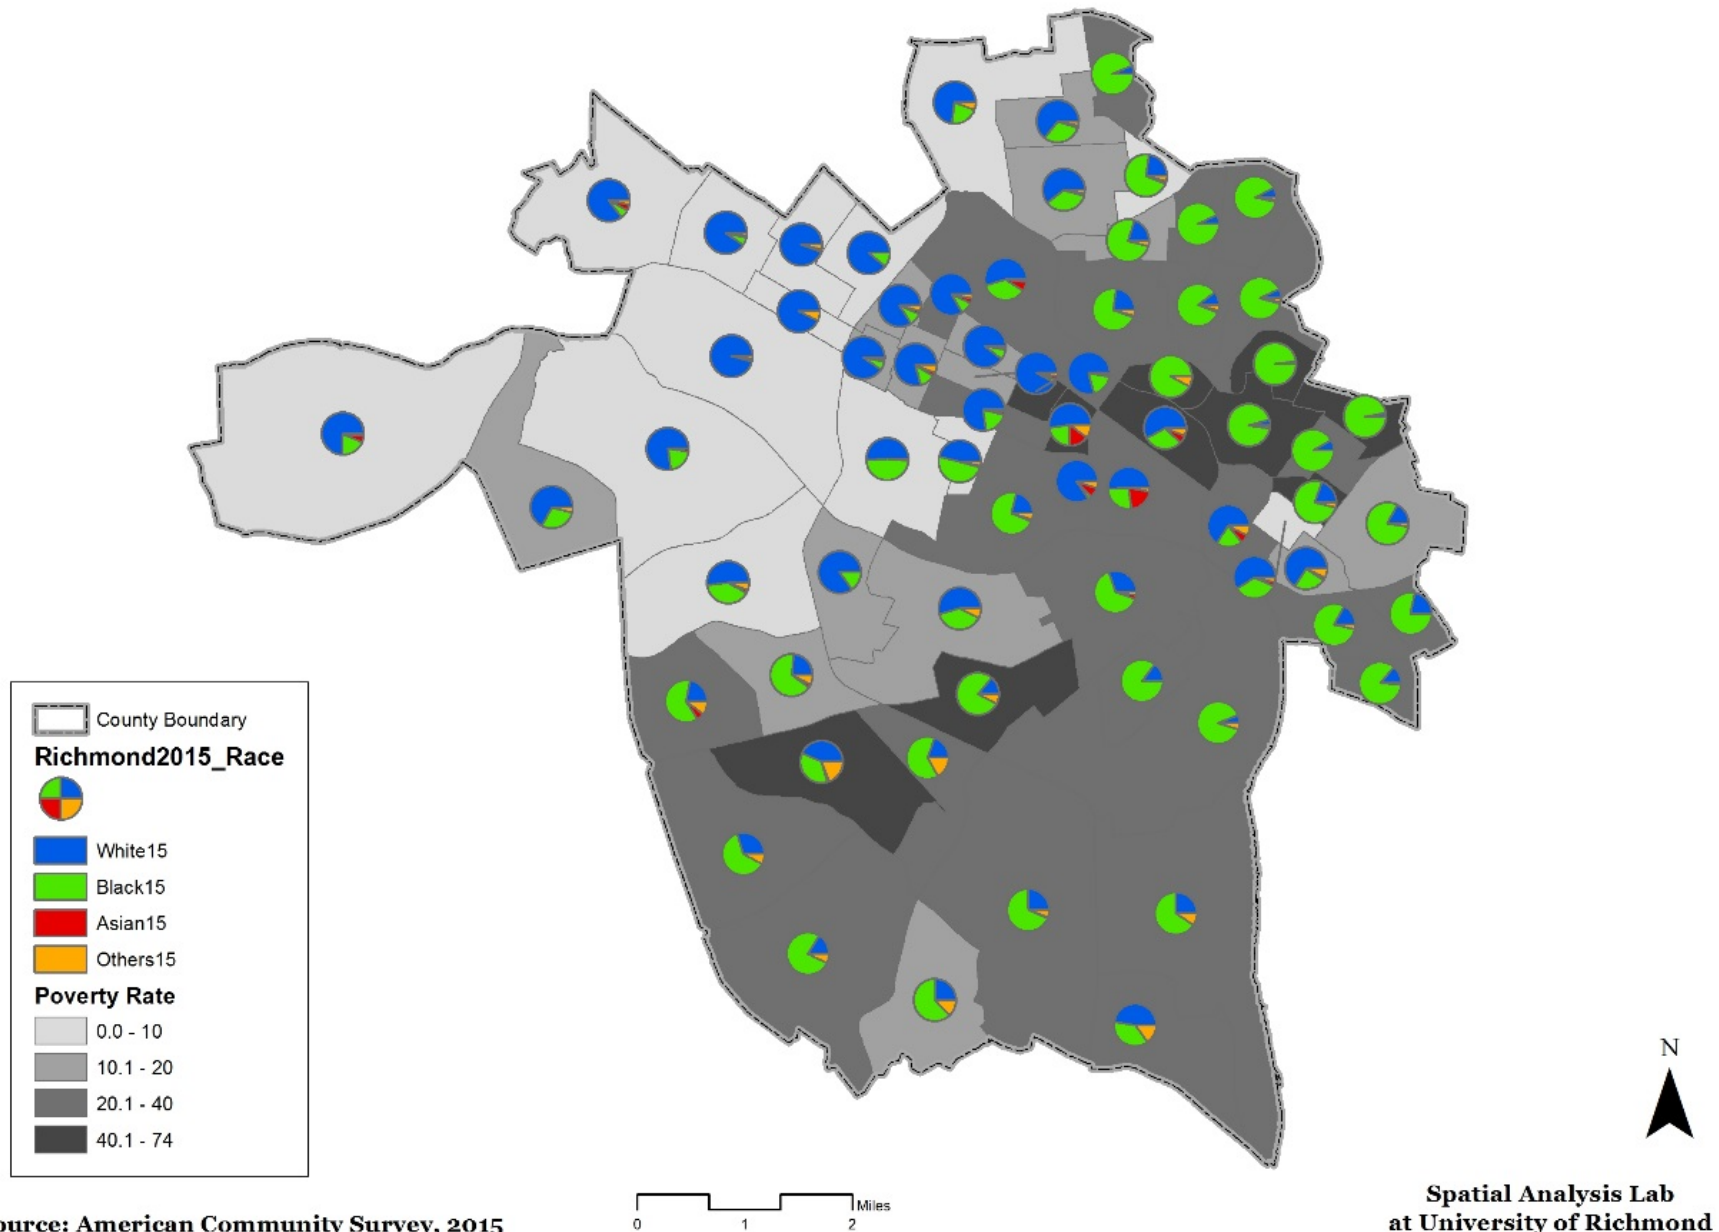 County Boundary
Richmond2015_Race
White15
Black15
Asian15
Others15
Poverty Rate
0.0 - 10
10.1 - 20
20.1 - 40
40.1 - 74
N
Miles
0 1 2
ource: American Community Survey, 2015
Spatial Analysis Lab
at University of Richmond